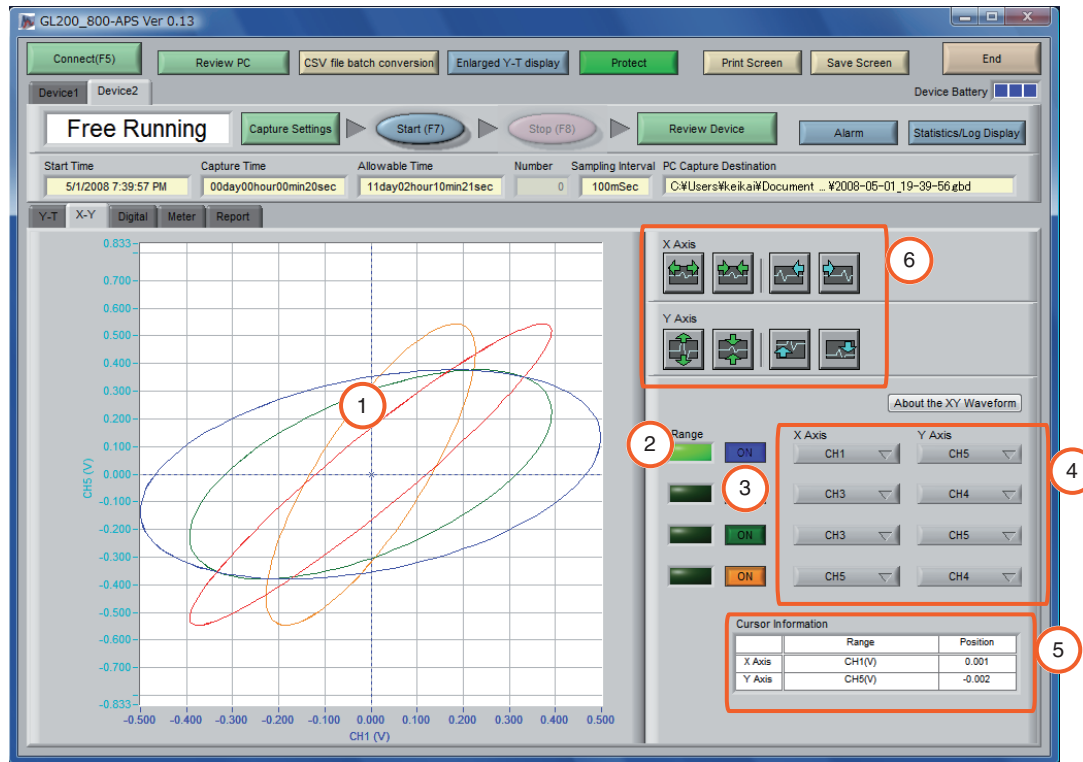 GL200_800-APS Ver 0.13
Connect(F5) Review PC CSV file batch conversion Enlarged Y-T display Protect Print Screen Save Screen End
Device1 Device2 Device Battery
Free Running Capture Settings Start (F7) Stop (F8) Review Device Alarm Statistics/Log Display
Start Time Capture Time Allowable Time Number Sampling Interval PC Capture Destination
5/1/2008 7:39:57 PM 00day00hour00min20sec 11day02hour10min21sec 0 100mSec C:¥Users¥keikai¥Document ... ¥2008-05-01_19-39-56.gbd
Y-T X-Y Digital Meter Report
0.833
0.700
0.600
0.500
0.400
0.300
0.200
0.100
0.000
-0.100
-0.200
-0.300
-0.400
-0.500
-0.600
-0.700
-0.833
CH5 (V)
-0.500 -0.400 -0.300 -0.200 -0.100 0.000 0.100 0.200 0.300 0.400 0.500
CH1 (V)
1
X Axis
6
Y Axis
About the XY Waveform
2
Range X Axis Y Axis
ON CH1 CH5
4
3
CH3 CH4
ON CH3 CH5
ON CH5 CH4
Cursor Information
Range Position
X Axis CH1(V) 0.001
Y Axis CH5(V) -0.002
5